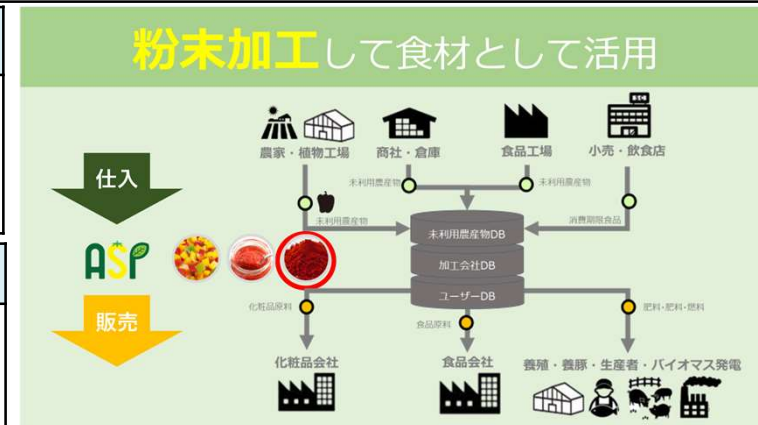 粉末加工して食材として活用
農家・植物工場
商社・倉庫
食品工場
小売・飲食店
仕入
未利用農産物
未利用農産物
未利用農産物
消費期限食品
未利用農産物DB
加工会社DB
ユーザーDB
ASP
販売
化粧品原料
食品原料
肥料・肥料・燃料
化粧品会社
食品会社
養殖・養豚・生産者・バイオマス発電